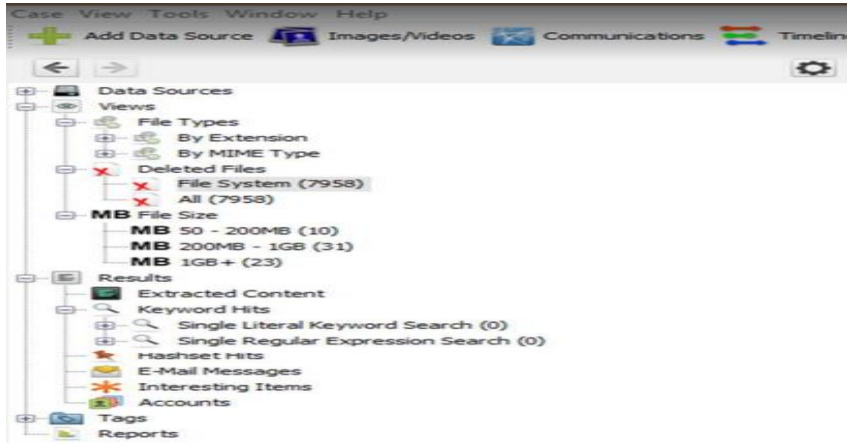 Case View Tools Window Help
Add Data Source Images/Videos Communications Timelin
Data Sources
Views
File Types
By Extension
By MIME Type
Deleted Files
File System (7958)
All (7958)
MB File Size
MB 50 - 200MB (10)
MB 200MB - 1GB (31)
MB 1GB+ (23)
Results
Extracted Content
Keyword Hits
Single Literal Keyword Search (0)
Single Regular Expression Search (0)
Hashset Hits
E-Mail Messages
Interesting Items
Accounts
Tags
Reports